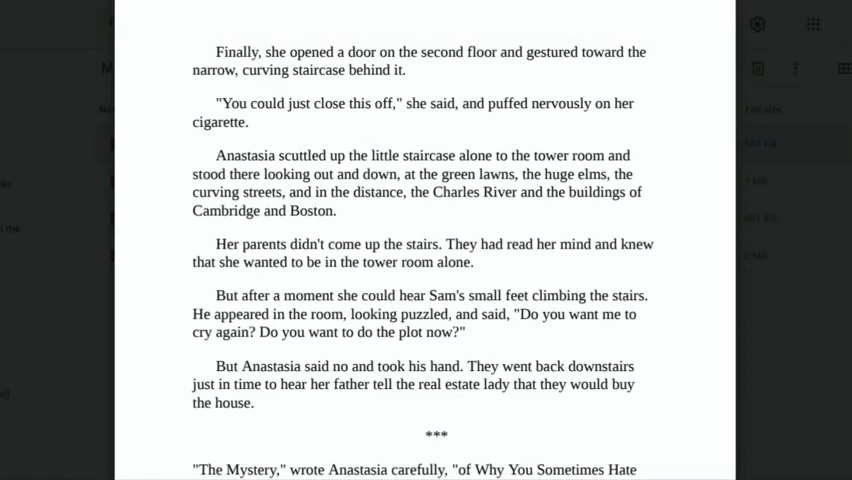 Finally, she opened a door on the second floor and gestured toward the
narrow, curving staircase behind it.
"You could just close this off," she said, and puffed nervously on her
cigarette.
Anastasia scuttled up the little staircase alone to the tower room and
stood there looking out and down, at the green lawns, the huge elms, the
curving streets, and in the distance, the Charles River and the buildings of
Cambridge and Boston.
Her parents didn't come up the stairs. They had read her mind and knew
that she wanted to be in the tower room alone.
But after a moment she could hear Sam's small feet climbing the stairs.
He appeared in the room, looking puzzled, and said, "Do you want me to
cry again? Do you want to do the plot now?"
But Anastasia said no and took his hand. They went back downstairs
just in time to hear her father tell the real estate lady that they would buy
the house.
***
"The Mystery," wrote Anastasia carefully, "of Why You Sometimes Hate
File size